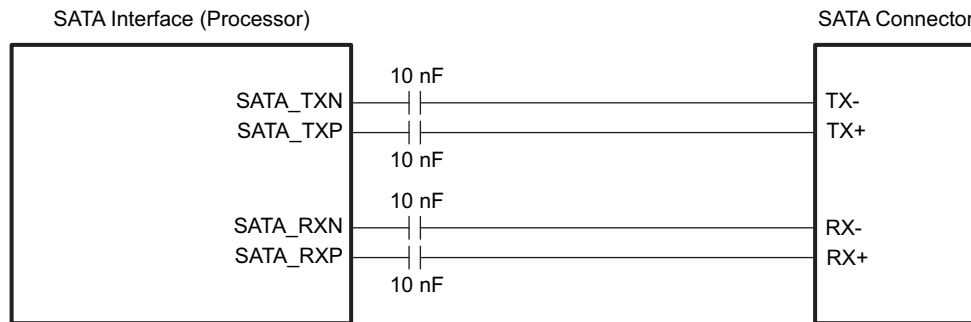 SATA Interface (Processor)
SATA Connector
10 nF
SATA_TXN
TX-
SATA_TXP
TX+
10 nF
10 nF
SATA_RXN
RX-
SATA_RXP
RX+
10 nF